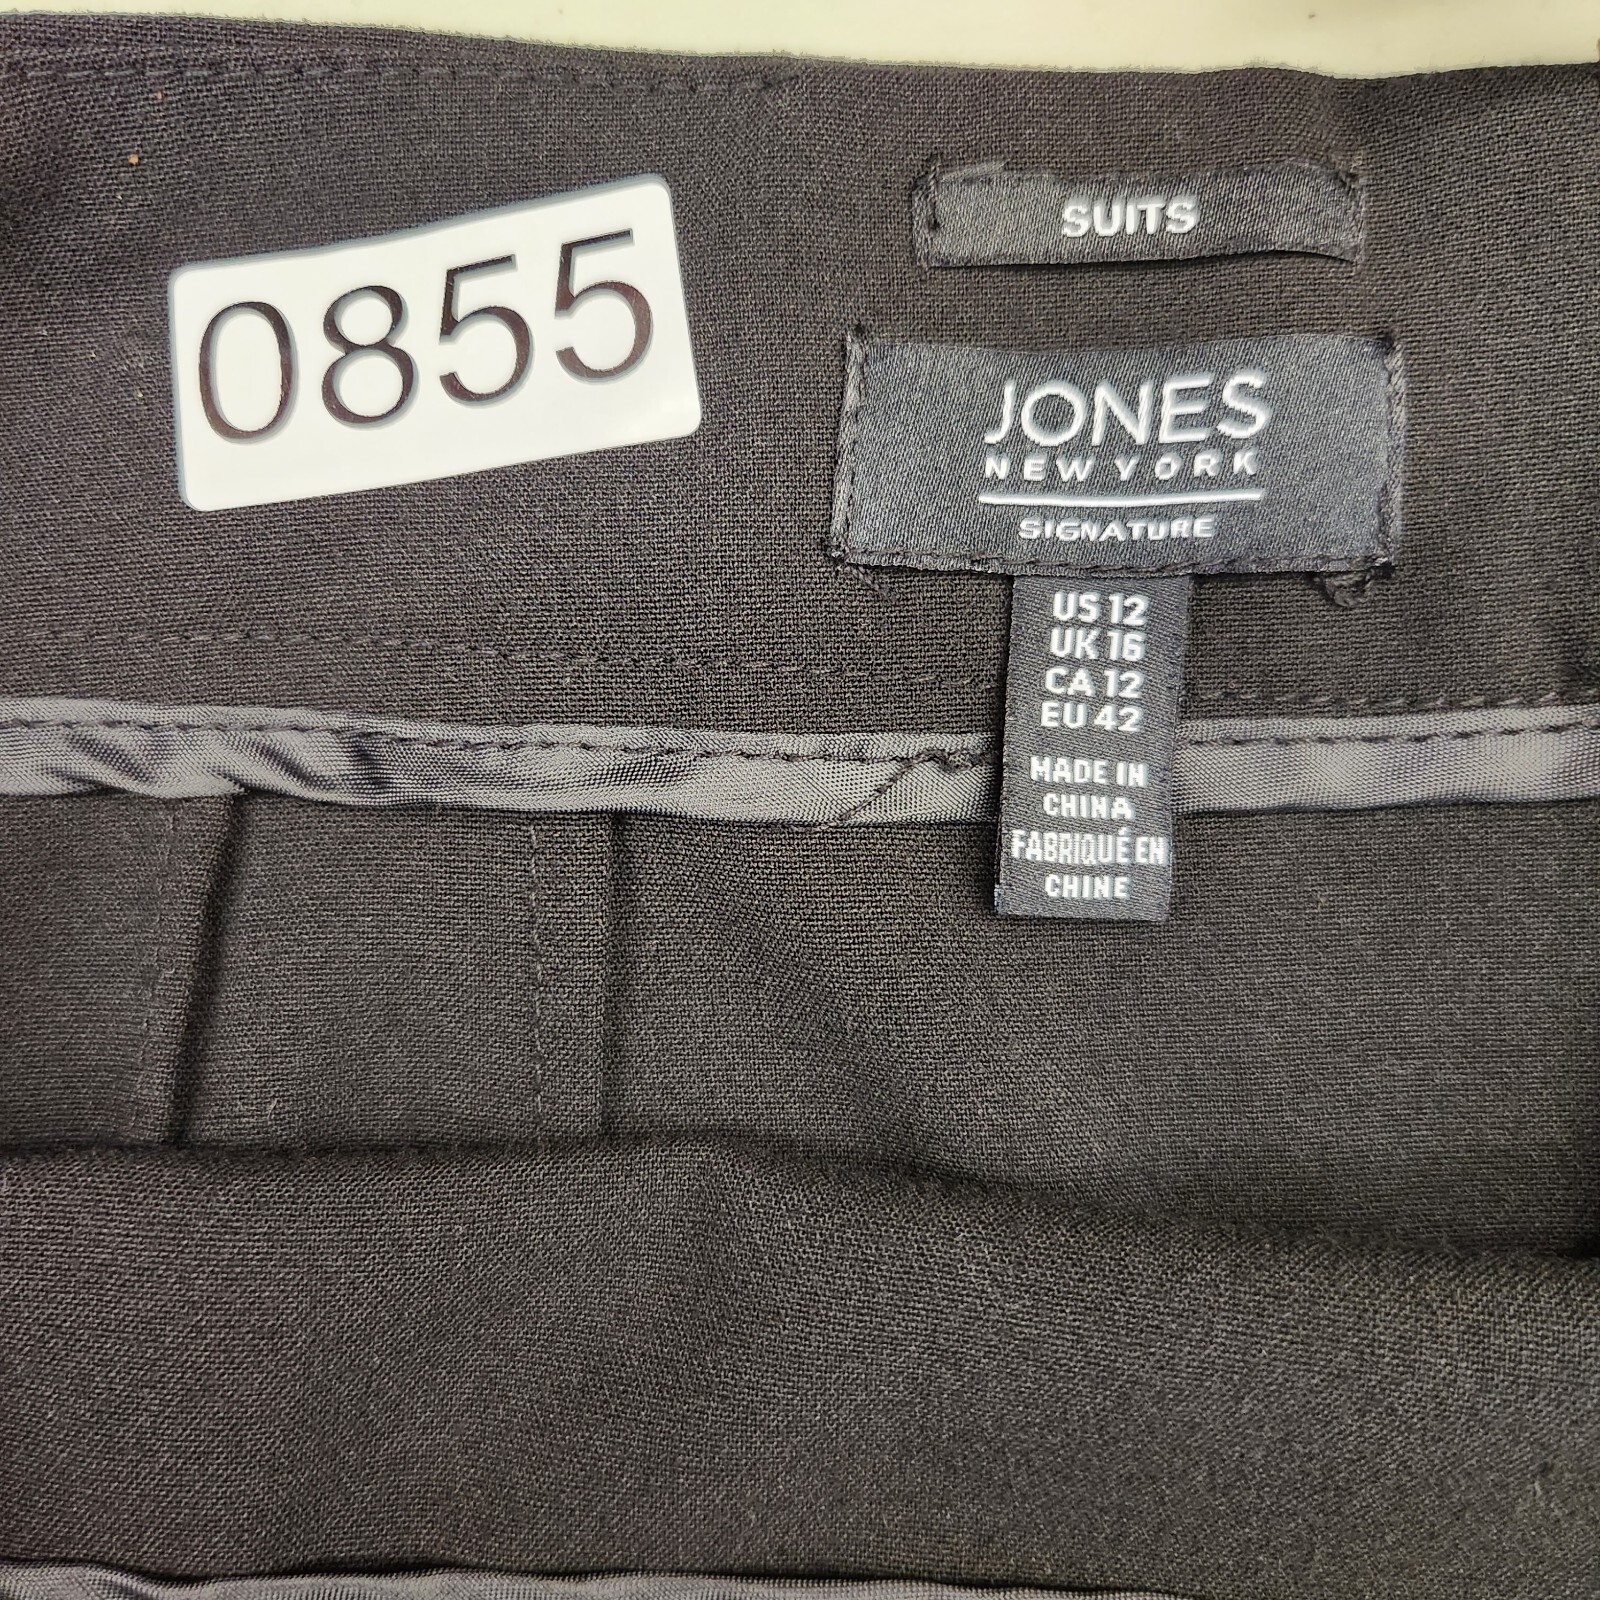 0855
SUITS
JONES
NEW YORK
SIGNATURE
US 12
UK 16
CA 12
EU 42
MADE IN
CHINA
FABRIQUÉ EN
CHINE